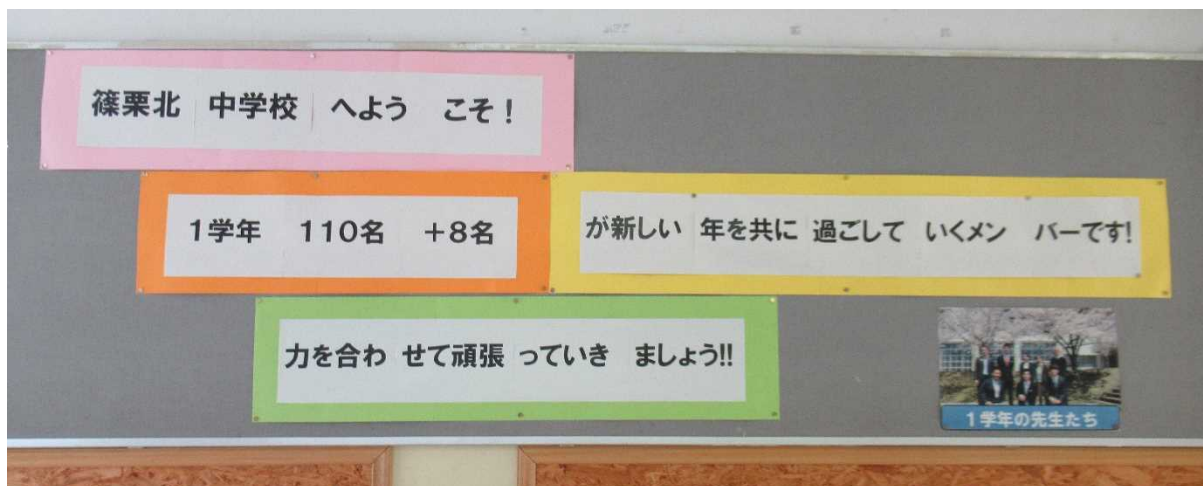 篠栗北 中学校 へよう こそ!
1学年 110名 +8名
が新しい 年を共に 過ごして いくメン バーです!
力を合わ せて頑張 っていき ましょう!!
1学年の先生たち